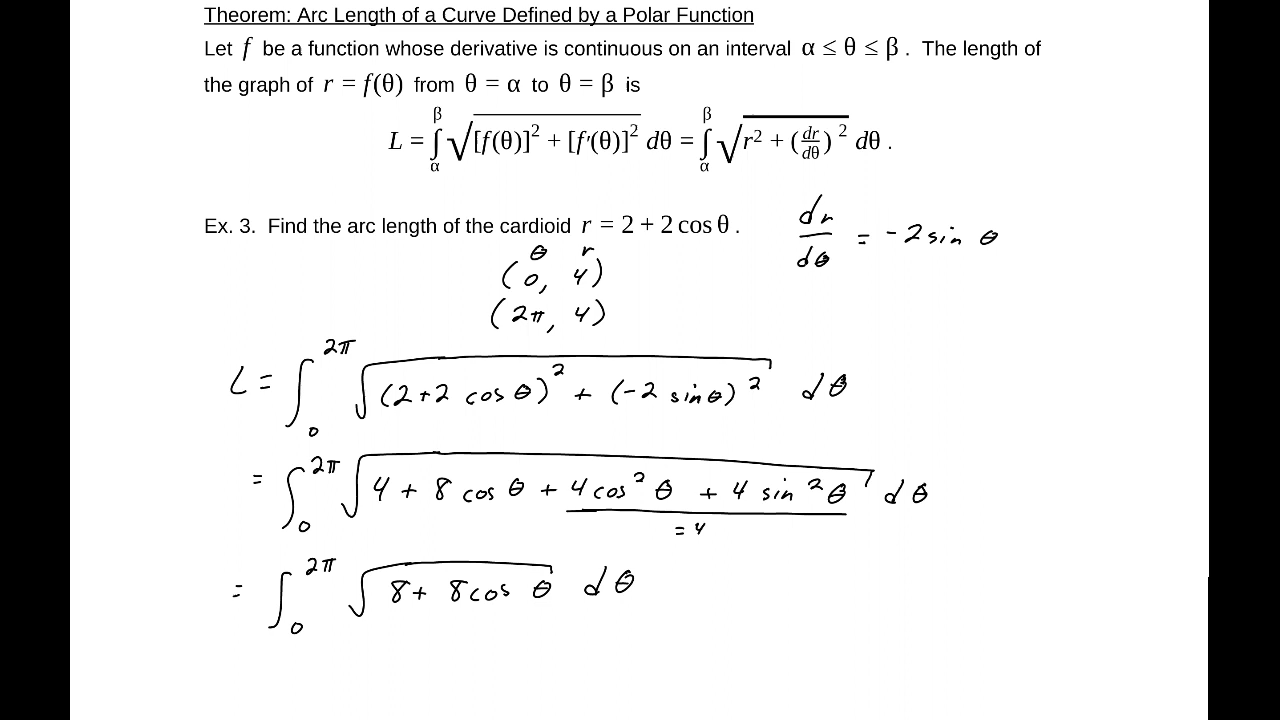 Theorem: Arc Length of a Curve Defined by a Polar Function
Let f be a function whose derivative is continuous on an interval α ≤ θ ≤ β . The length of
the graph of r = f(θ) from θ = α to θ = β is
L = ∫_α^β √([f(θ)]² + [f′(θ)]²) dθ = ∫_α^β √(r² + (dr/dθ)²) dθ .
Ex. 3. Find the arc length of the cardioid r = 2 + 2 cos θ .
dr/dθ = -2 sin θ
θ r
(0, 4)
(2π, 4)
L = ∫_0^{2π} √((2+2 cos θ)² + (-2 sin θ)²) dθ
= ∫_0^{2π} √(4 + 8 cos θ + 4 cos² θ + 4 sin² θ) dθ
= 4
= ∫_0^{2π} √(8 + 8 cos θ) dθ